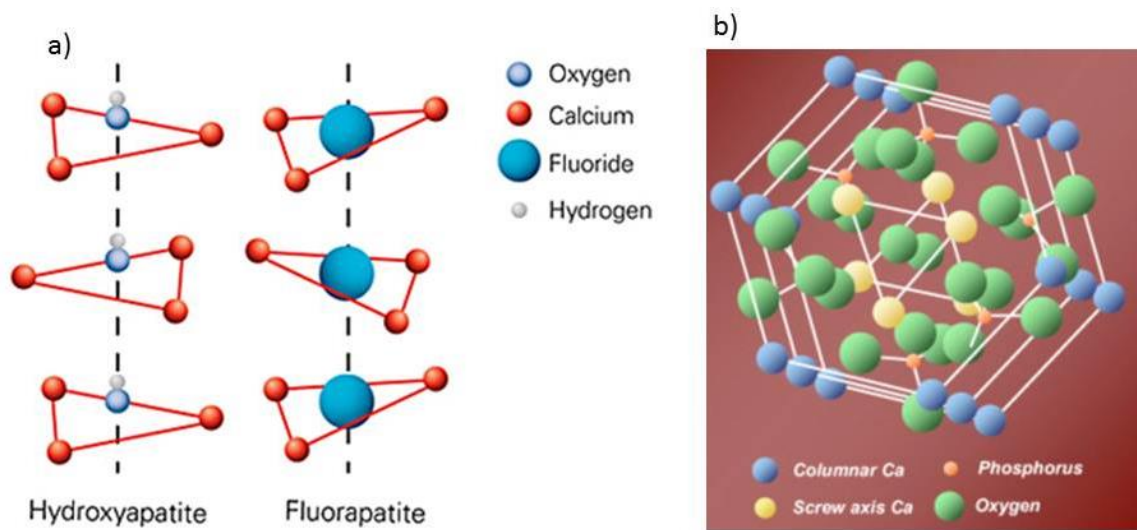 a)
Oxygen
Calcium
Fluoride
Hydrogen
Hydroxyapatite
Fluorapatite
b)
Columnar Ca
Phosphorus
Screw axis Ca
Oxygen